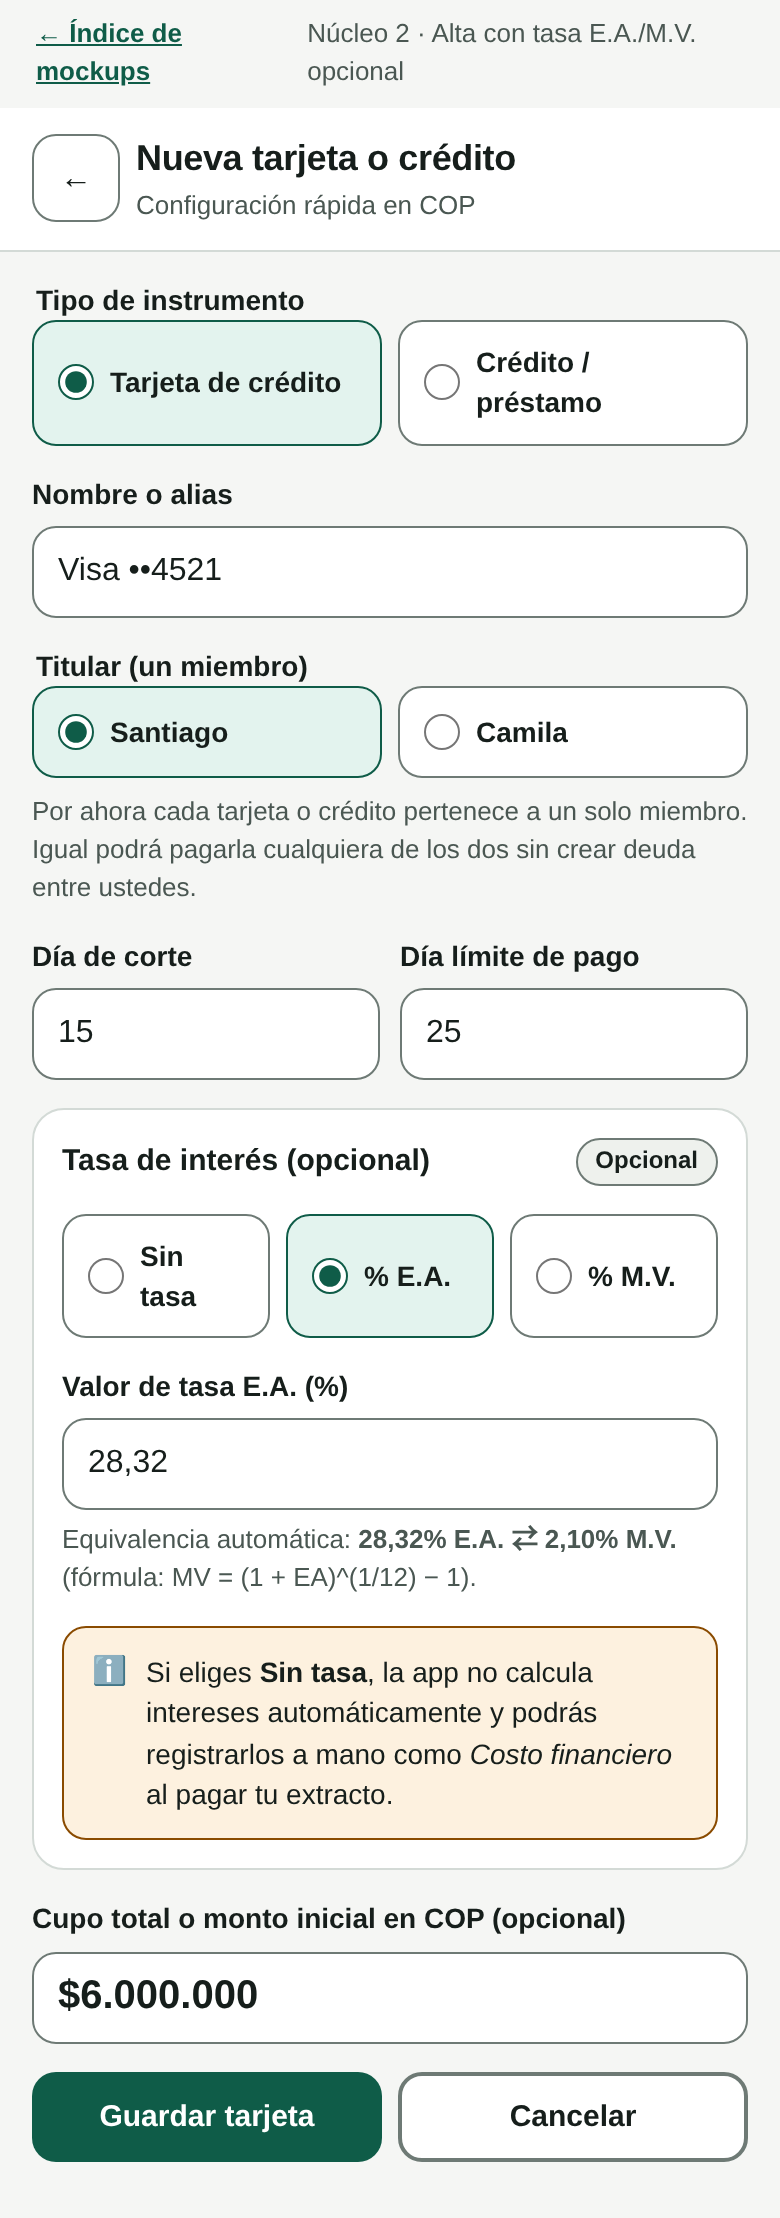 ← Índice de
mockups
Núcleo 2 · Alta con tasa E.A./M.V.
opcional
←
Nueva tarjeta o crédito
Configuración rápida en COP
Tipo de instrumento
Tarjeta de crédito
Crédito /
préstamo
Nombre o alias
Visa ••4521
Titular (un miembro)
Santiago
Camila
Por ahora cada tarjeta o crédito pertenece a un solo miembro.
Igual podrá pagarla cualquiera de los dos sin crear deuda
entre ustedes.
Día de corte
Día límite de pago
15
25
Tasa de interés (opcional)
Opcional
Sin
tasa
% E.A.
% M.V.
Valor de tasa E.A. (%)
28,32
Equivalencia automática: 28,32% E.A. ⇄ 2,10% M.V.
(fórmula: MV = (1 + EA)^(1/12) − 1).
ℹ️ Si eliges Sin tasa, la app no calcula
intereses automáticamente y podrás
registrarlos a mano como Costo financiero
al pagar tu extracto.
Cupo total o monto inicial en COP (opcional)
$6.000.000
Guardar tarjeta
Cancelar